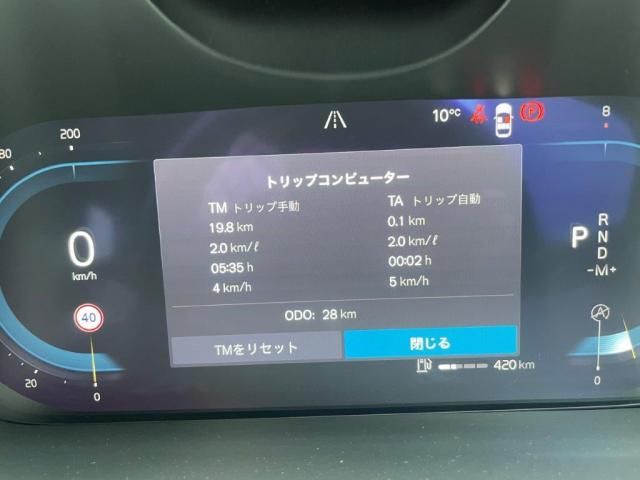 200
80
10°C
8
トリップコンピューター
TM トリップ手動
TA トリップ自動
19.8 km
0.1 km
2.0 km/ℓ
2.0 km/ℓ
05:35 h
00:02 h
4 km/h
5 km/h
ODO: 28 km
TMをリセット
閉じる
0
km/h
P
R
N
D
-M+
40
20
0
420 km
0